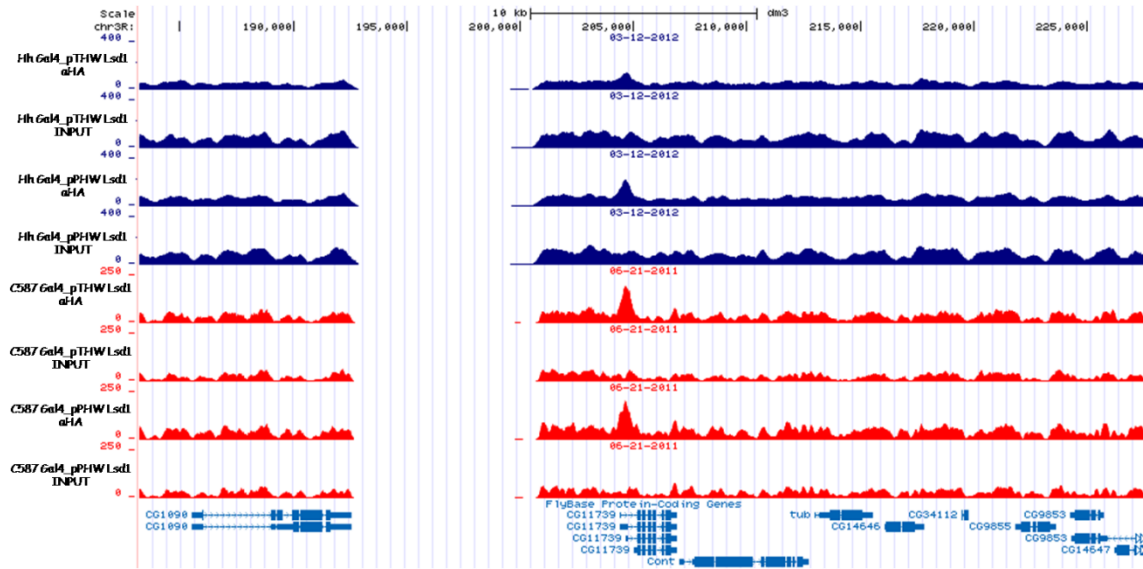 Scale 10 kb dm3
chr3R: 190,000 195,000 200,000 205,000 210,000 215,000 220,000 225,000
400 03-12-2012
Hh Gal4_pTHW Lsd1
αHA
0
400 03-12-2012
Hh Gal4_pTHW Lsd1
INPUT
0
400 03-12-2012
Hh Gal4_pPHW Lsd1
αHA
0
400 03-12-2012
Hh Gal4_pPHW Lsd1
INPUT
0
250 06-21-2011
C587 Gal4_pTHW Lsd1
αHA
0
250 06-21-2011
C587 Gal4_pTHW Lsd1
INPUT
0
250 06-21-2011
C587 Gal4_pPHW Lsd1
αHA
0
250 06-21-2011
C587 Gal4_pPHW Lsd1
INPUT
0
FlyBase Protein-Coding Genes
CG1090 CG11739 tub CG34112 CG9853
CG1090 CG11739 CG14646 CG9855
CG11739 CG9853
CG11739 CG14647
Cont